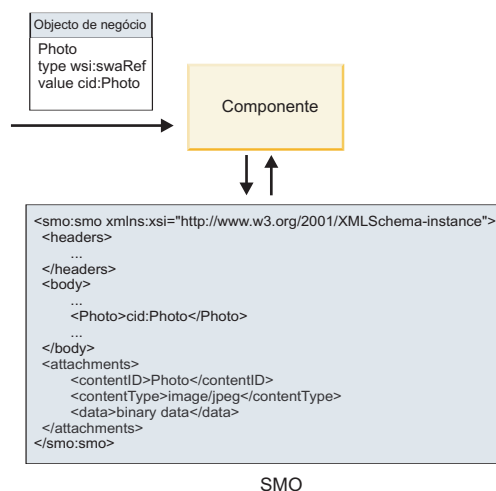 Objecto de negócio
Photo
type wsi:swaRef
value cid:Photo
Componente
<smo:smo xmlns:xsi="http://www.w3.org/2001/XMLSchema-instance">
<headers>
...
</headers>
<body>
...
<Photo>cid:Photo</Photo>
...
</body>
<attachments>
<contentID>Photo</contentID>
<contentType>image/jpeg</contentType>
<data>binary data</data>
</attachments>
</smo:smo>
SMO